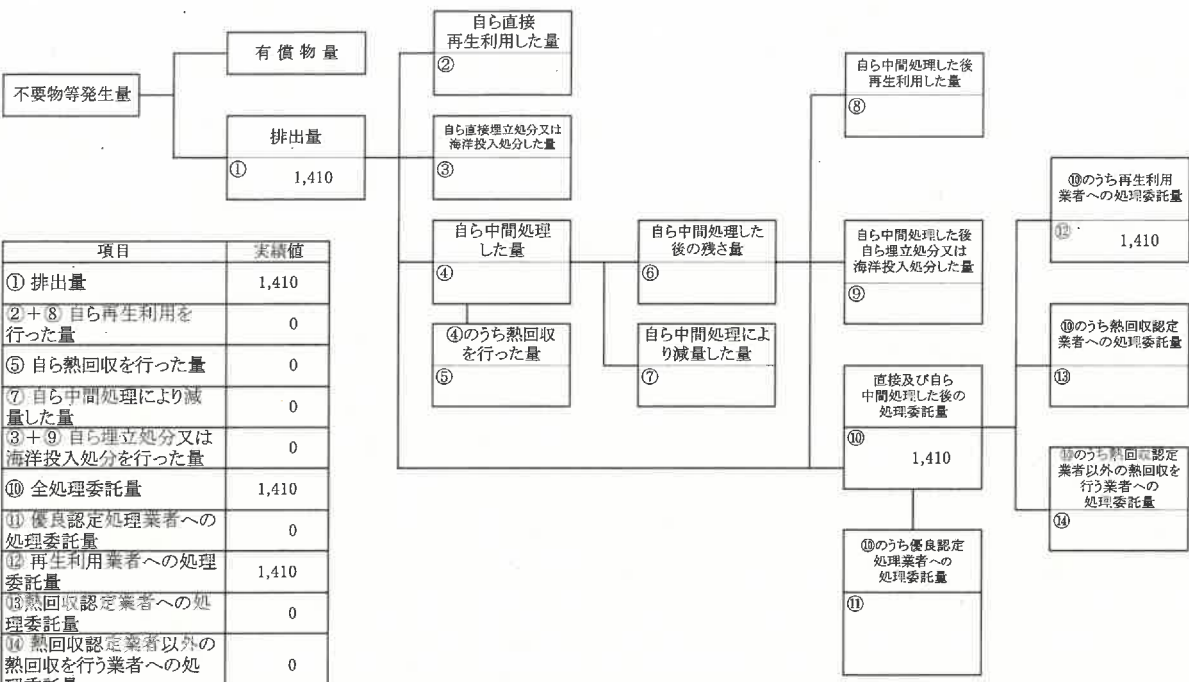 不要物等発生量
有償物量
排出量
①
1,410
自ら直接
再生利用した量
②
自ら直接埋立処分又は
海洋投入処分した量
③
自ら中間処理
した量
④
④のうち熱回収
を行った量
⑤
自ら中間処理した
後の残さ量
⑥
自ら中間処理によ
り減量した量
⑦
自ら中間処理した後
再生利用した量
⑧
自ら中間処理した後
自ら埋立処分又は
海洋投入処分した量
⑨
直接及び自ら
中間処理した後の
処理委託量
⑩
1,410
⑩のうち優良認定
処理業者への
処理委託量
⑪
⑩のうち再生利用
業者への処理委託量
⑫
1,410
⑩のうち熱回収認定
業者への処理委託量
⑬
⑩のうち熱回収認定
業者以外の熱回収を
行う業者への
処理委託量
⑭
項目 実績値
① 排出量 1,410
②+⑧ 自ら再生利用を
行った量 0
⑤ 自ら熱回収を行った量 0
⑦ 自ら中間処理により減
量した量 0
③+⑨ 自ら埋立処分又は
海洋投入処分を行った量 0
⑩ 全処理委託量 1,410
⑪ 優良認定処理業者への
処理委託量 0
⑫ 再生利用業者への処理
委託量 1,410
⑬熱回収認定業者への処
理委託量 0
⑭ 熱回収認定業者以外の
熱回収を行う業者への処
理委託量 0